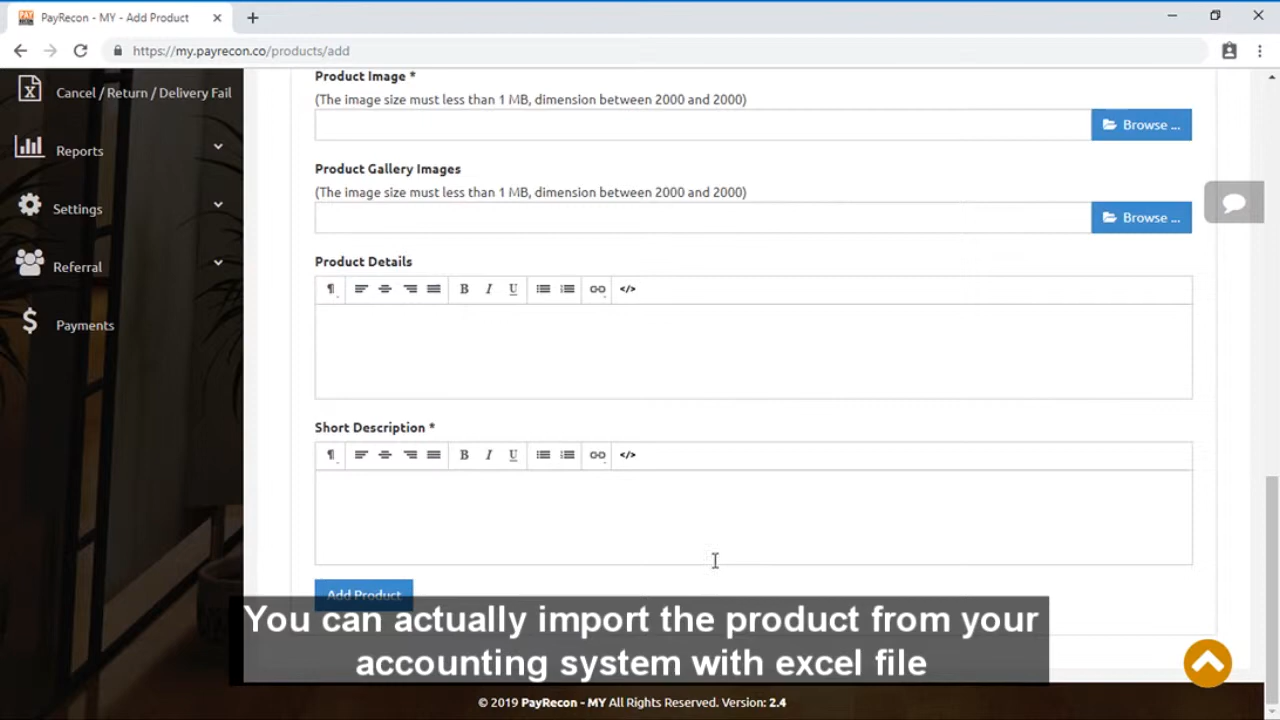 PayRecon - MY - Add Product
https://my.payrecon.co/products/add
Cancel / Return / Delivery Fail
Reports
Settings
Referral
Payments
Product Image *
(The image size must less than 1 MB, dimension between 2000 and 2000)
Browse ...
Product Gallery Images
(The image size must less than 1 MB, dimension between 2000 and 2000)
Browse ...
Product Details
B I U </>
Short Description *
B I U </>
Add Product
You can actually import the product from your
accounting system with excel file
© 2019 PayRecon - MY All Rights Reserved. Version: 2.4